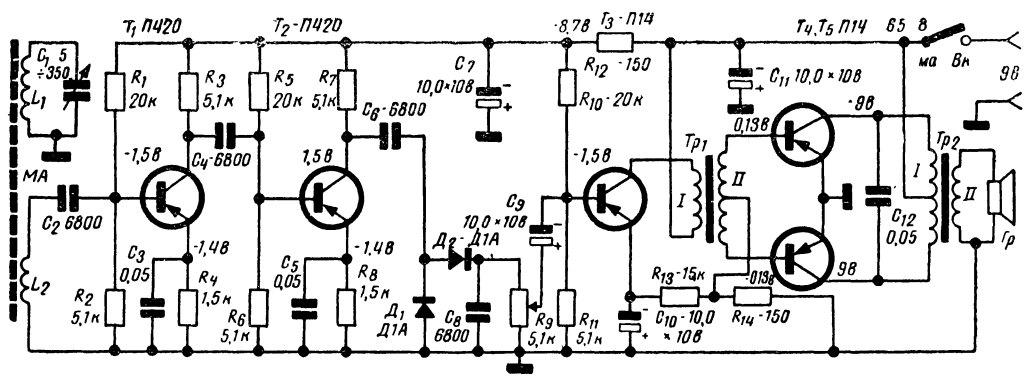 T₁ П420
T₂-П420
-8,7В
T₃-П14
T₄, T₅ П14
65
В
ма
Вк
9В
C₁, 5
÷350
L₁
МА
C₂ 6800
L₂
R₁
20к
R₃
5,1к
R₅
20к
R₇
5,1к
C₄-6800
C₆-6800
C₇
10,0×10В
R₁₂-150
R₁₀-20к
C₁₁ 10,0×10В
-1,5В
1,5В
-1,5В
0,13В
-9В
Тр₁
I
II
Тр₂
I
II
Гр
C₁₂
0,05
C₉
10,0×10В
-1,4В
-1,4В
C₃
0,05
R₄
1,5к
R₂
5,1к
C₅
0,05
R₈
1,5к
R₆
5,1к
Д₂-
Д1А
Д₁
Д1А
C₈
6800
R₉
5,1к
R₁₁
5,1к
R₁₃-15к
-013В
9В
C₁₀-10,0
×10В
R₁₄-150